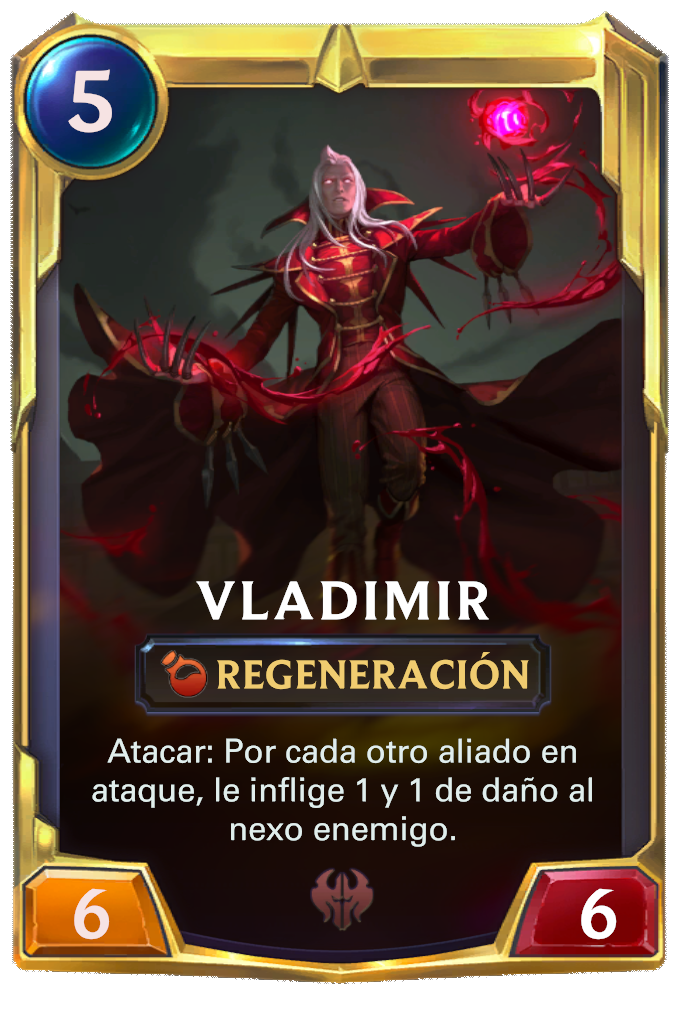 5
VLADIMIR
REGENERACIÓN
Atacar: Por cada otro aliado en
ataque, le inflige 1 y 1 de daño al
nexo enemigo.
6
6